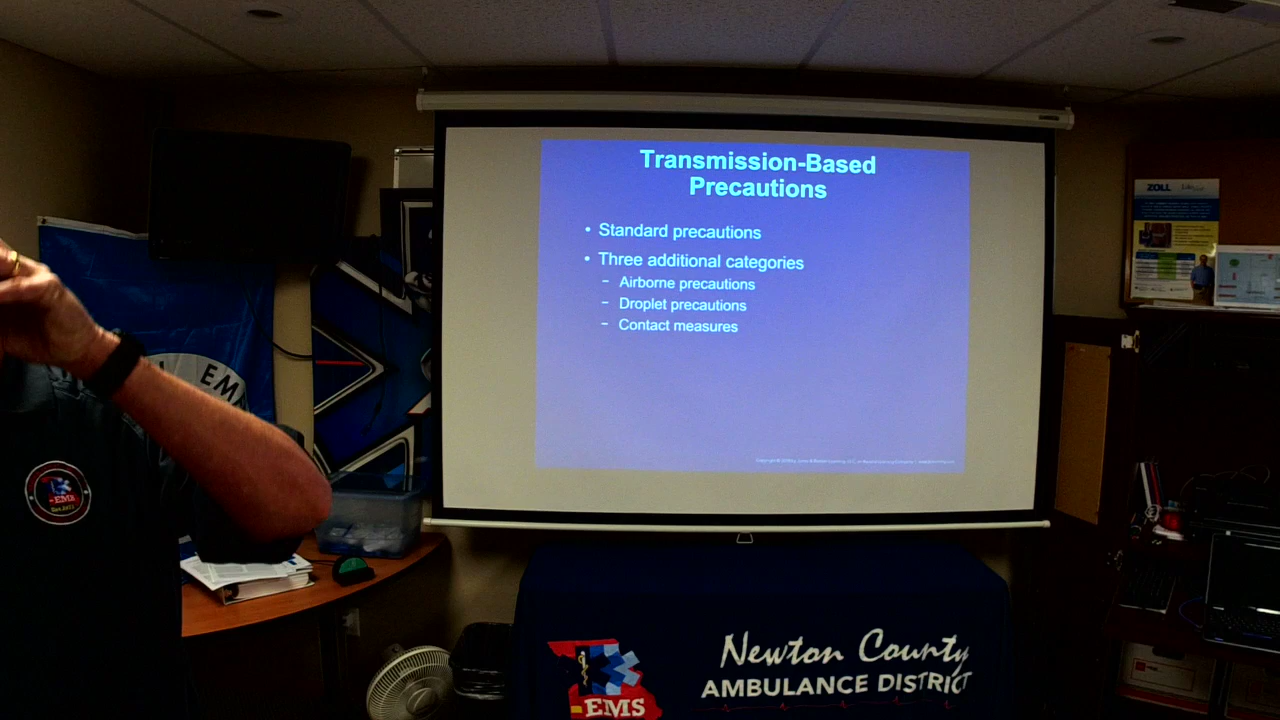 Transmission-Based
Precautions
• Standard precautions
• Three additional categories
– Airborne precautions
– Droplet precautions
– Contact measures
ZOLL
EM
EMS
Newton County
AMBULANCE DISTRICT
EMS